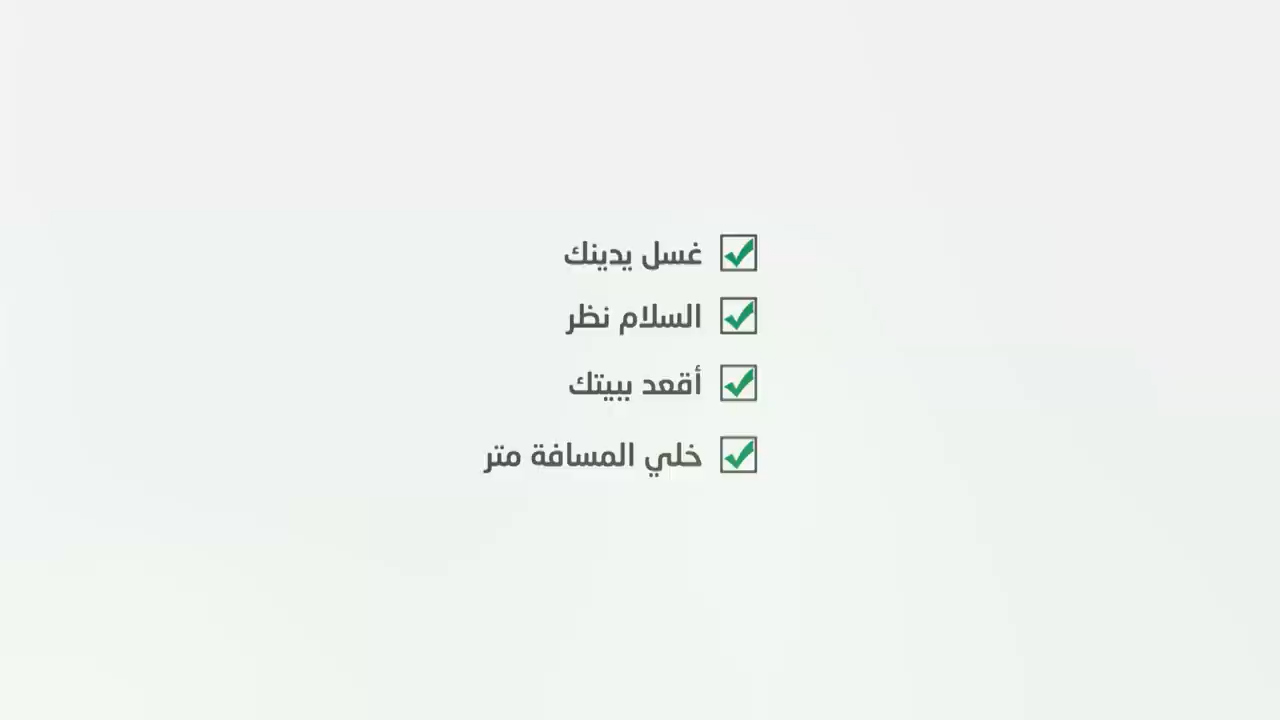 غسل يدينك
السلام نظر
أقعد ببيتك
خلي المسافة متر